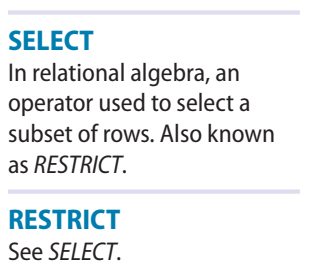 SELECT
In relational algebra, an
operator used to select a
subset of rows. Also known
as RESTRICT.
RESTRICT
See SELECT.